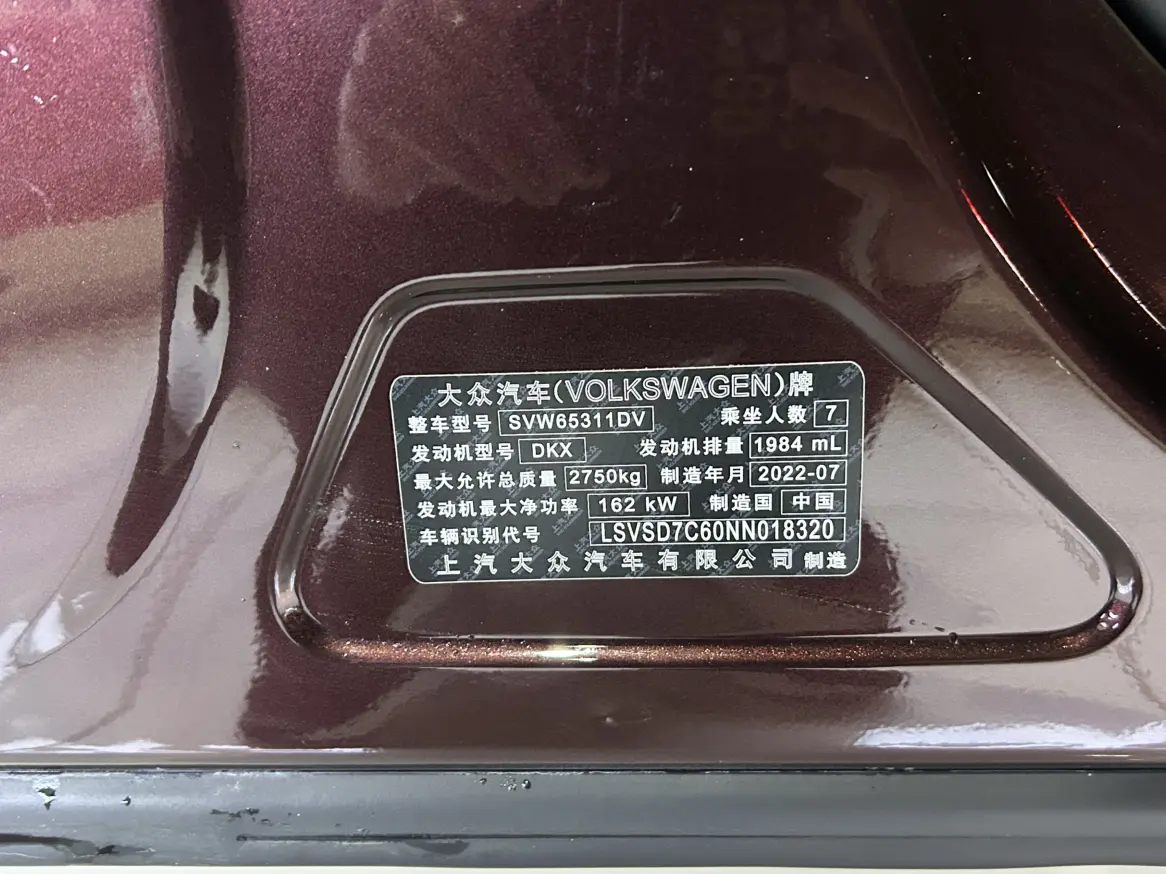 大众汽车(VOLKSWAGEN)牌
整车型号 SVW65311DV 乘坐人数 7
发动机型号 DKX 发动机排量 1984 mL
最大允许总质量 2750kg 制造年月 2022-07
发动机最大净功率 162 kW 制造国 中国
车辆识别代号 LSVSD7C60NN018320
上汽大众汽车有限公司 制造